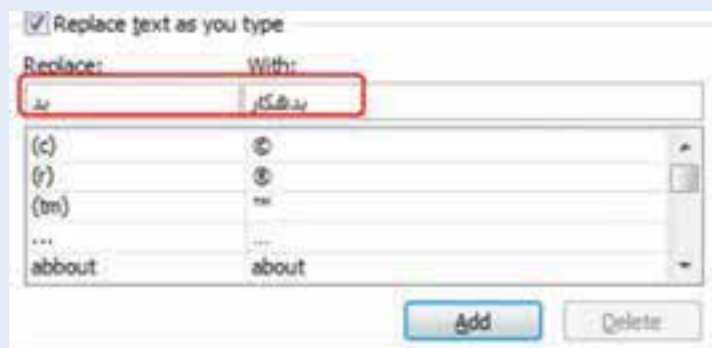 Replace text as you type
Replace: With:
بد بدهکار
(c) ©
(r) ®
(tm) ™
... ...
abbout about
Add Delete